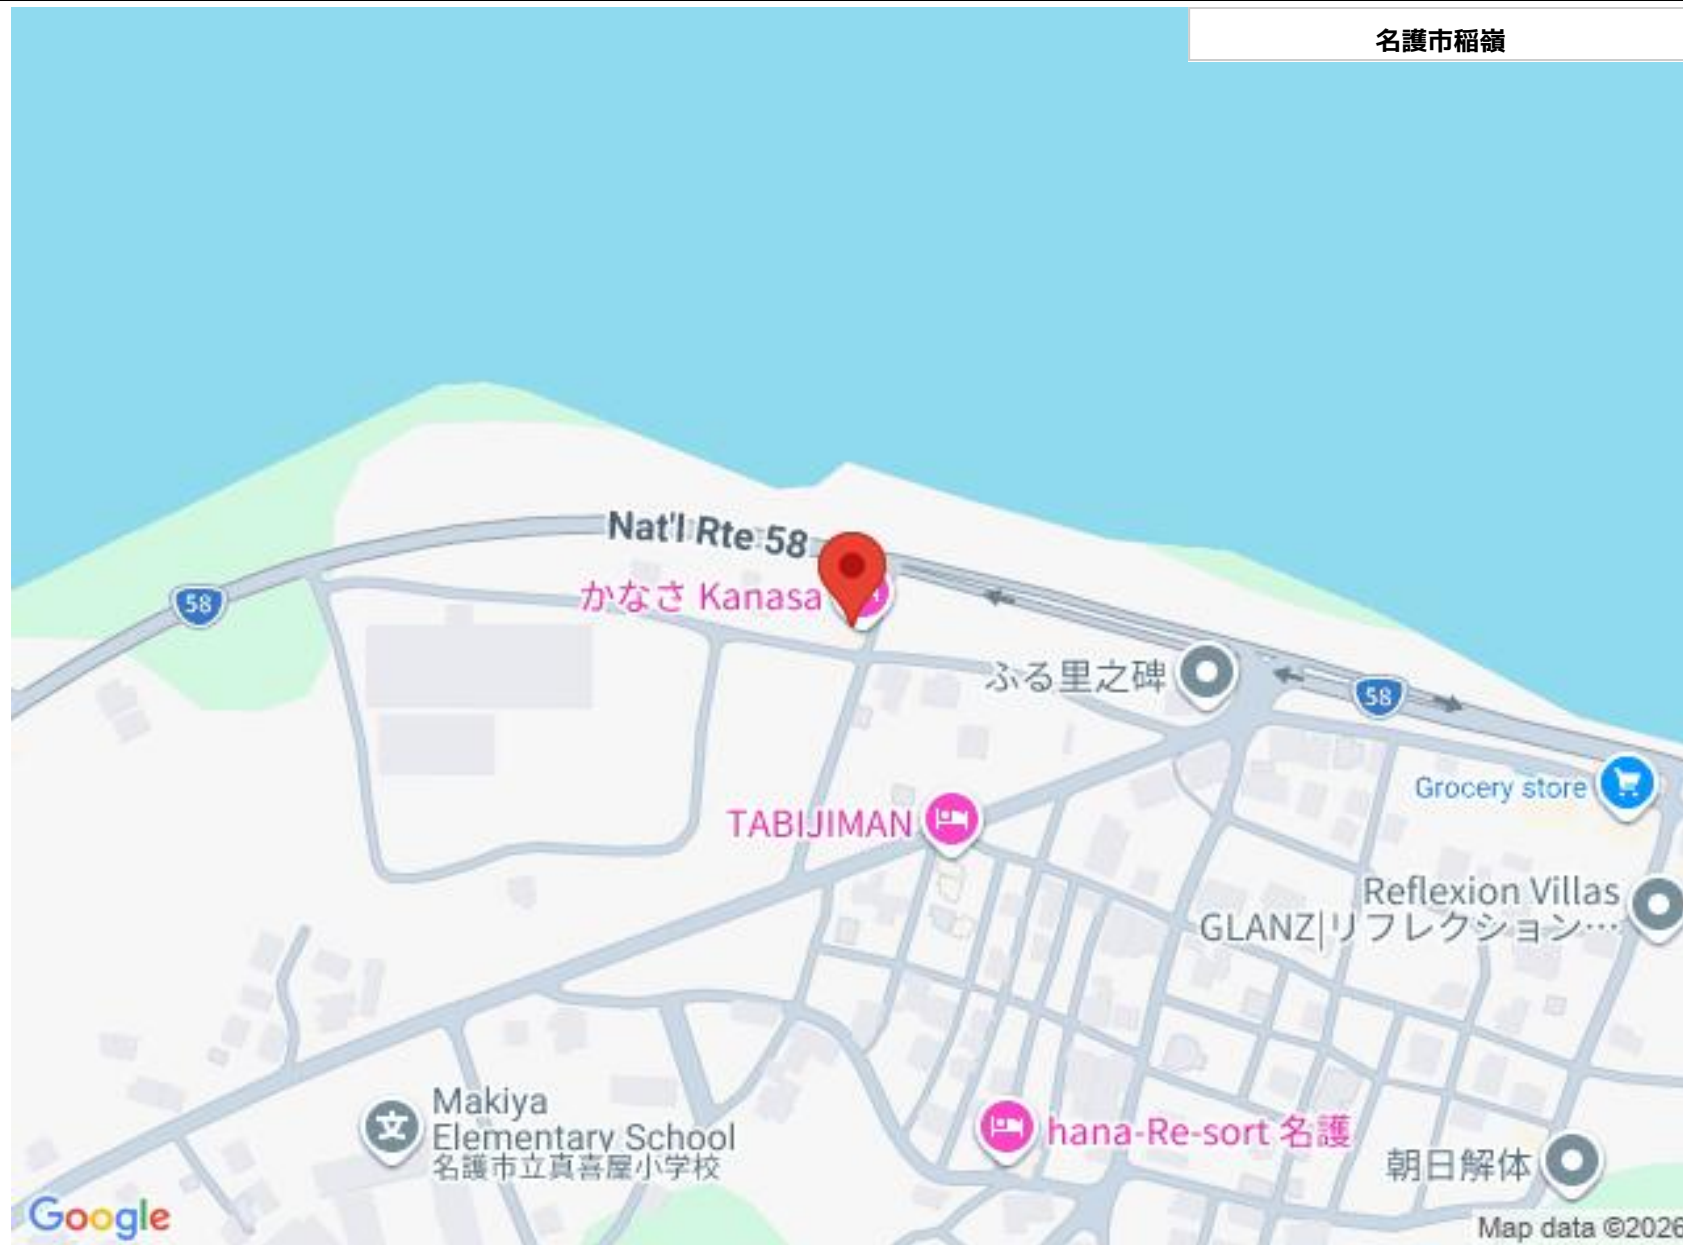 名護市稲嶺
Nat'l Rte 58
かなさ Kanasa
58
ふる里之碑
58
Grocery store
TABIJIMAN
Reflexion Villas
GLANZ|リフレクション…
Makiya
Elementary School
名護市立真喜屋小学校
hana-Re-sort 名護
朝日解体
Google
Map data ©2026